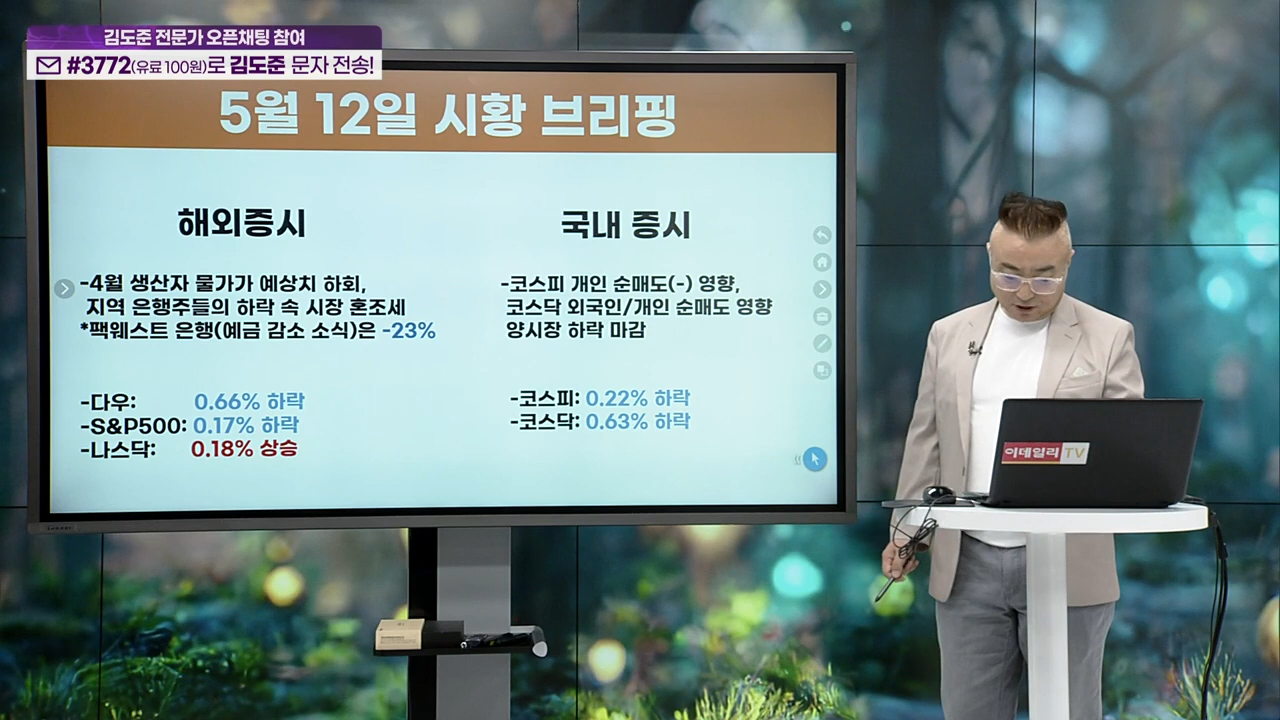 김도준 전문가 오픈채팅 참여
#3772(유료 100원)로 김도준 문자 전송!
5월 12일 시황 브리핑
해외증시
-4월 생산자 물가가 예상치 하회,
지역 은행주들의 하락 속 시장 혼조세
*팩웨스트 은행(예금 감소 소식)은 -23%
-다우: 0.66% 하락
-S&P500: 0.17% 하락
-나스닥: 0.18% 상승
국내 증시
-코스피 개인 순매도(-) 영향,
코스닥 외국인/개인 순매도 영향
양시장 하락 마감
-코스피: 0.22% 하락
-코스닥: 0.63% 하락
이데일리TV